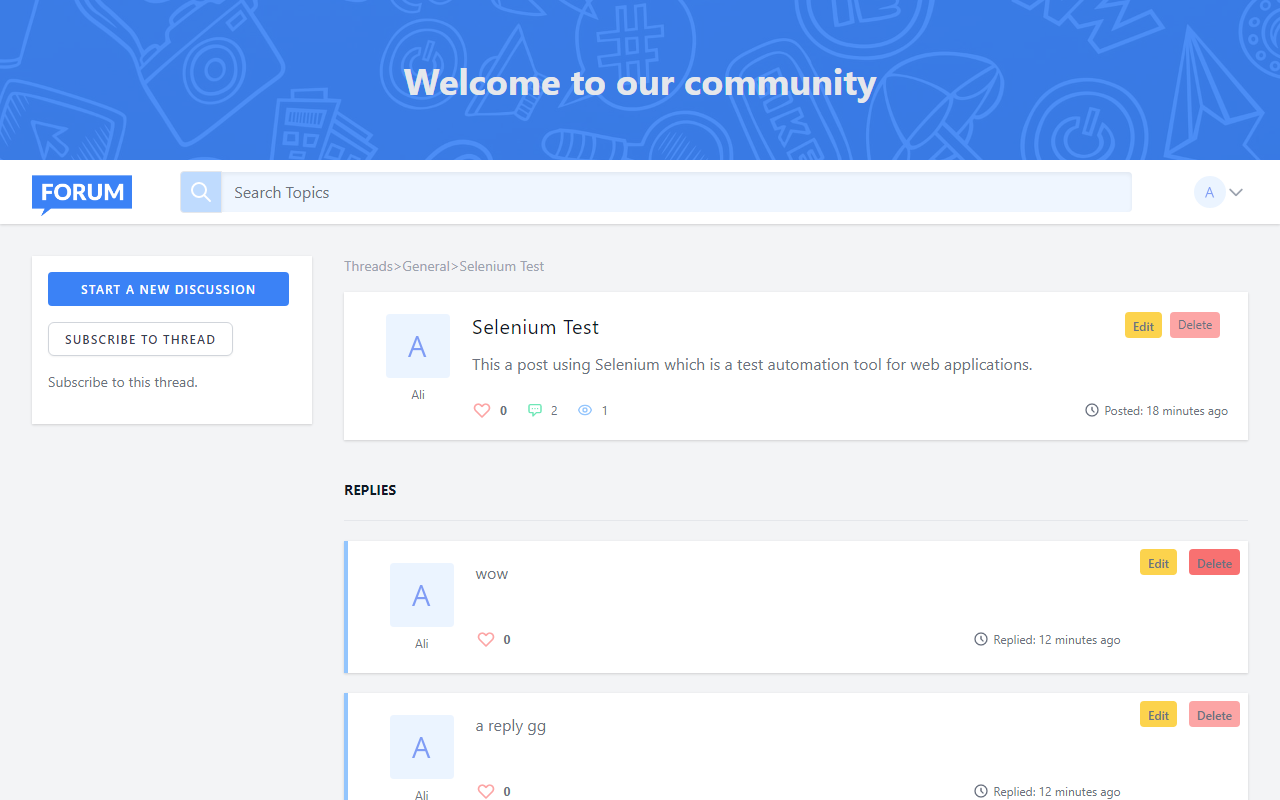 Welcome to our community
FORUM
Search Topics
A
START A NEW DISCUSSION
SUBSCRIBE TO THREAD
Subscribe to this thread.
Threads>General>Selenium Test
A
Ali
Selenium Test
Edit
Delete
This a post using Selenium which is a test automation tool for web applications.
0
2
1
Posted: 18 minutes ago
REPLIES
A
Ali
wow
Edit
Delete
0
Replied: 12 minutes ago
A
Ali
a reply gg
Edit
Delete
0
Replied: 12 minutes ago